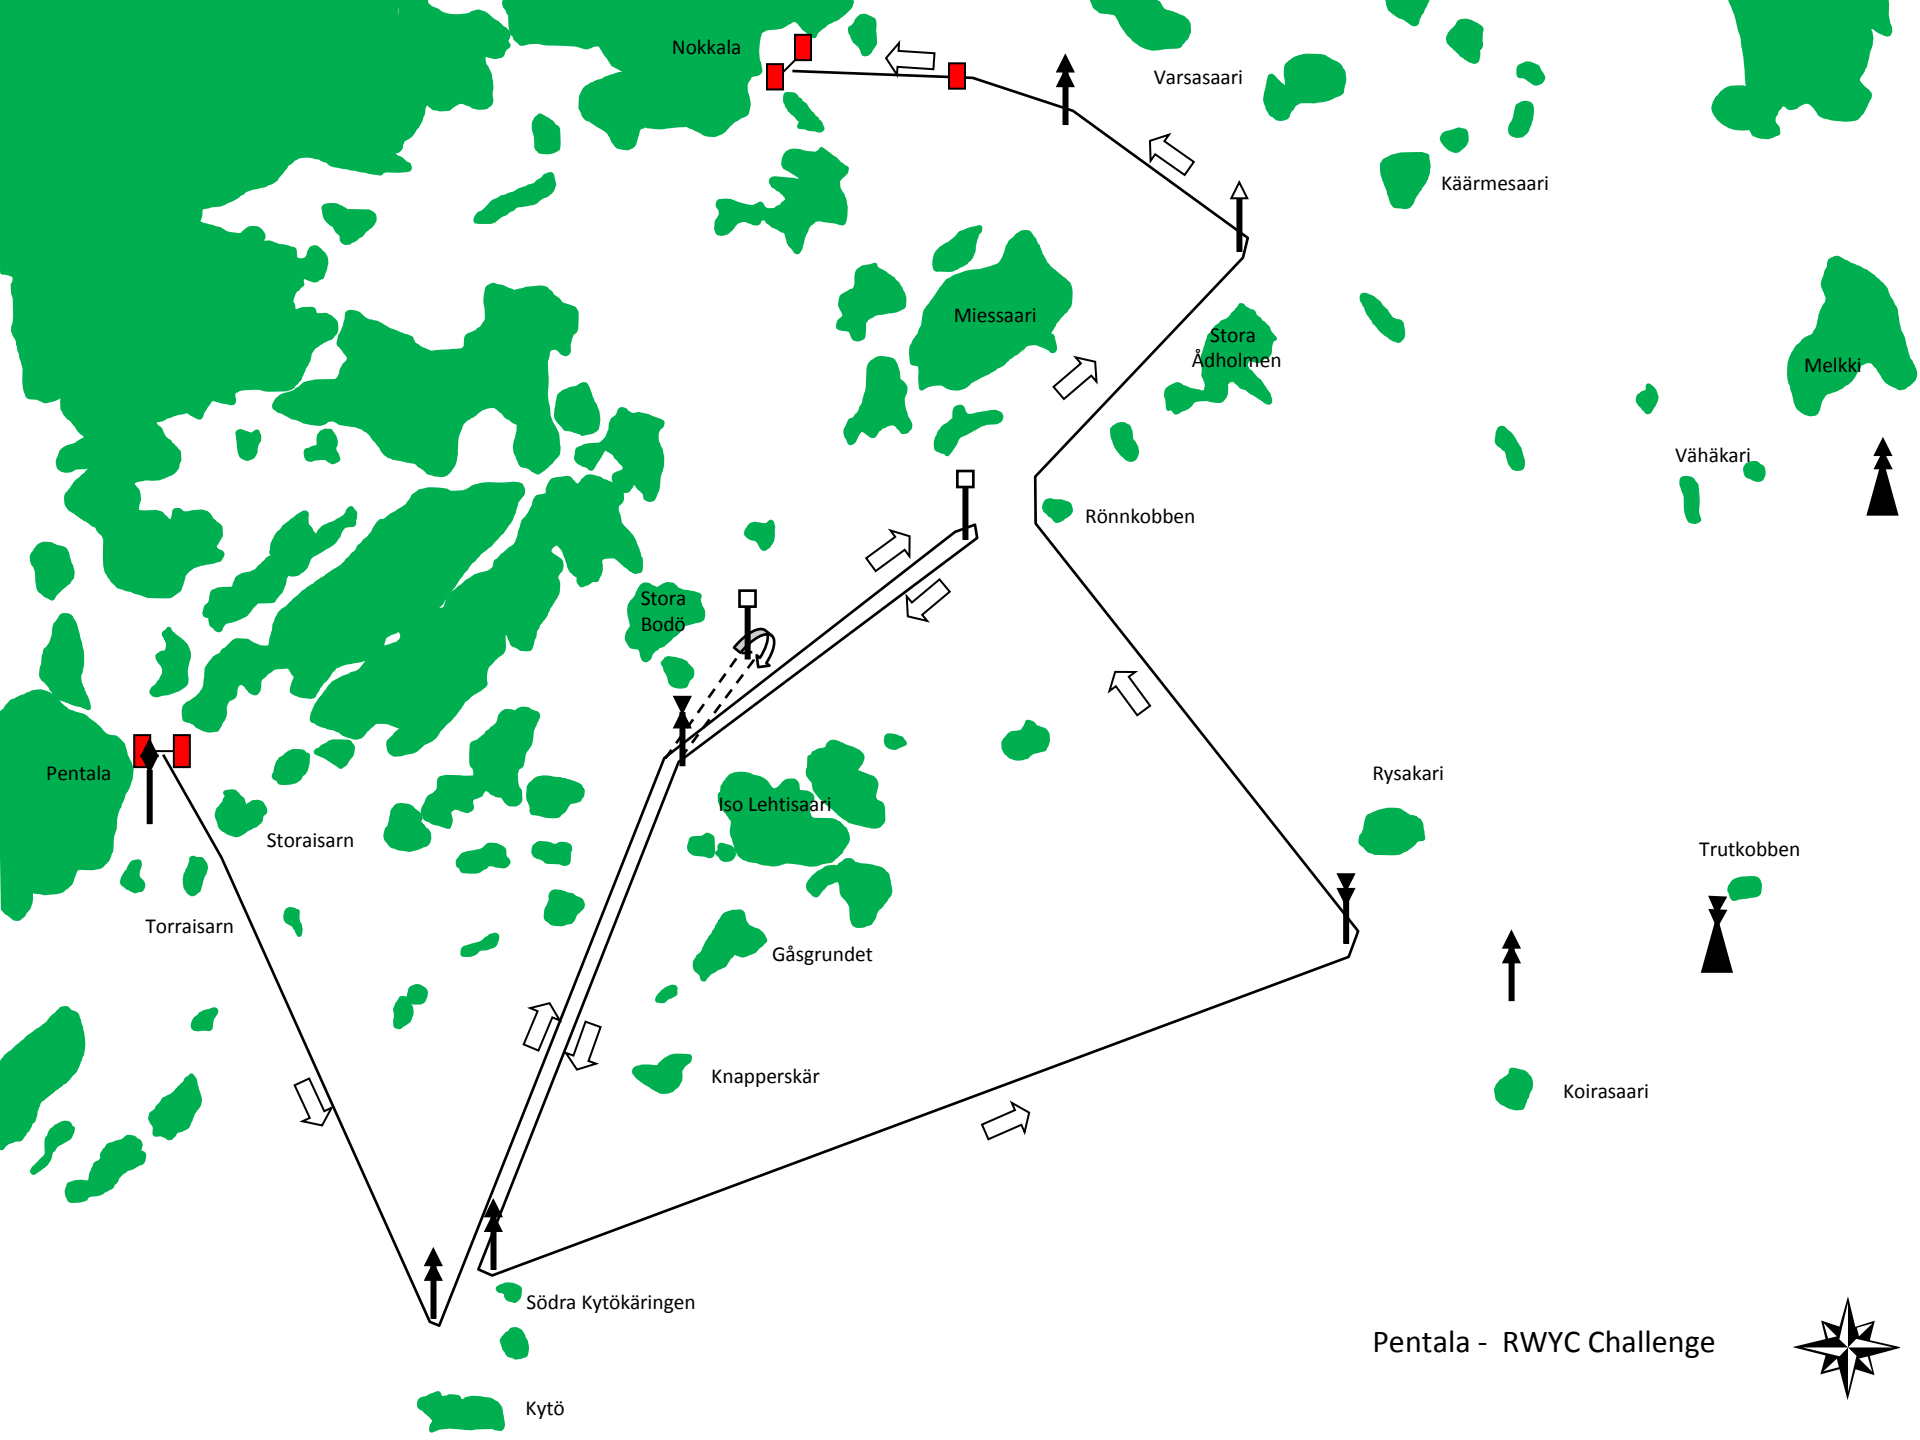 Nokkala
Varsasaari
Käärmesaari
Miessaari
Stora
Ådholmen
Melkki
Vähäkari
Rönnkobben
Stora
Bodö
Pentala
Rysakari
Iso Lehtisaari
Storaisarn
Trutkobben
Torraisarn
Gåsgrundet
Knapperskär
Koirasaari
Södra Kytökäringen
Pentala - RWYC Challenge
Kytö